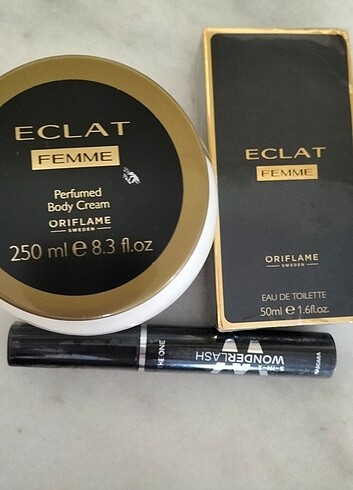 ECLAT
FEMME
Perfumed
Body Cream
ORIFLAME
SWEDEN
250 ml e 8.3 fl.oz
ECLAT
FEMME
ORIFLAME
SWEDEN
EAU DE TOILETTE
50ml e 1.6fl.oz.
THE ONE
WONDERLASH
MASCARA